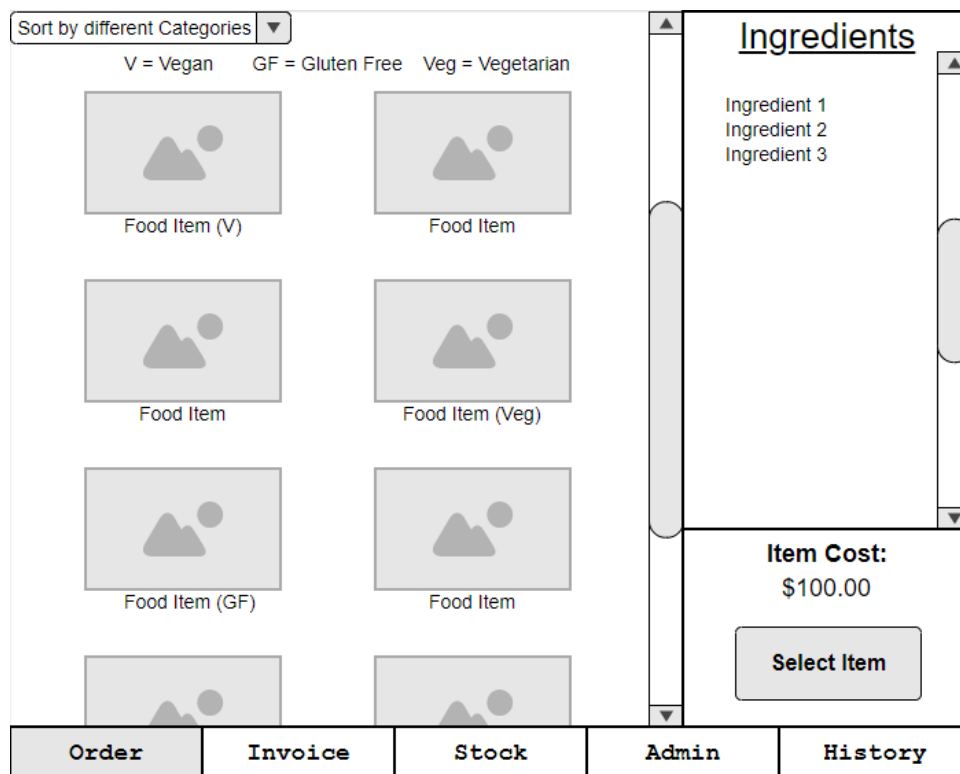 Sort by different Categories
V = Vegan GF = Gluten Free Veg = Vegetarian
Food Item (V)
Food Item
Food Item
Food Item (Veg)
Food Item (GF)
Food Item
Ingredients
Ingredient 1
Ingredient 2
Ingredient 3
Item Cost:
$100.00
Select Item
Order
Invoice
Stock
Admin
History